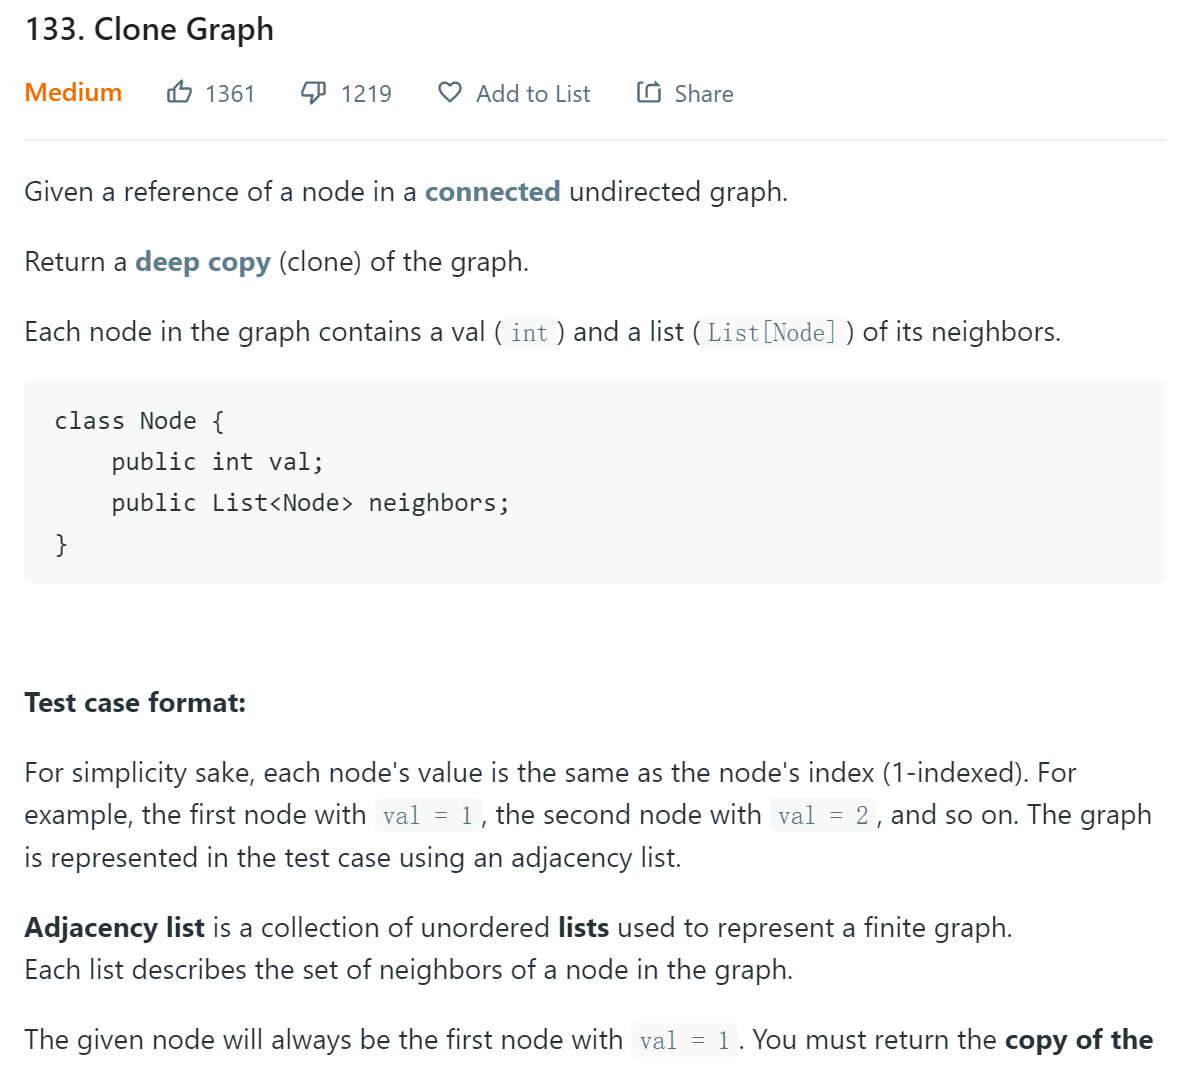 133. Clone Graph
Medium 1361 1219 Add to List Share
Given a reference of a node in a connected undirected graph.
Return a deep copy (clone) of the graph.
Each node in the graph contains a val ( int ) and a list ( List[Node] ) of its neighbors.
class Node {
    public int val;
    public List<Node> neighbors;
}
Test case format:
For simplicity sake, each node's value is the same as the node's index (1-indexed). For
example, the first node with val = 1 , the second node with val = 2 , and so on. The graph
is represented in the test case using an adjacency list.
Adjacency list is a collection of unordered lists used to represent a finite graph.
Each list describes the set of neighbors of a node in the graph.
The given node will always be the first node with val = 1 . You must return the copy of the